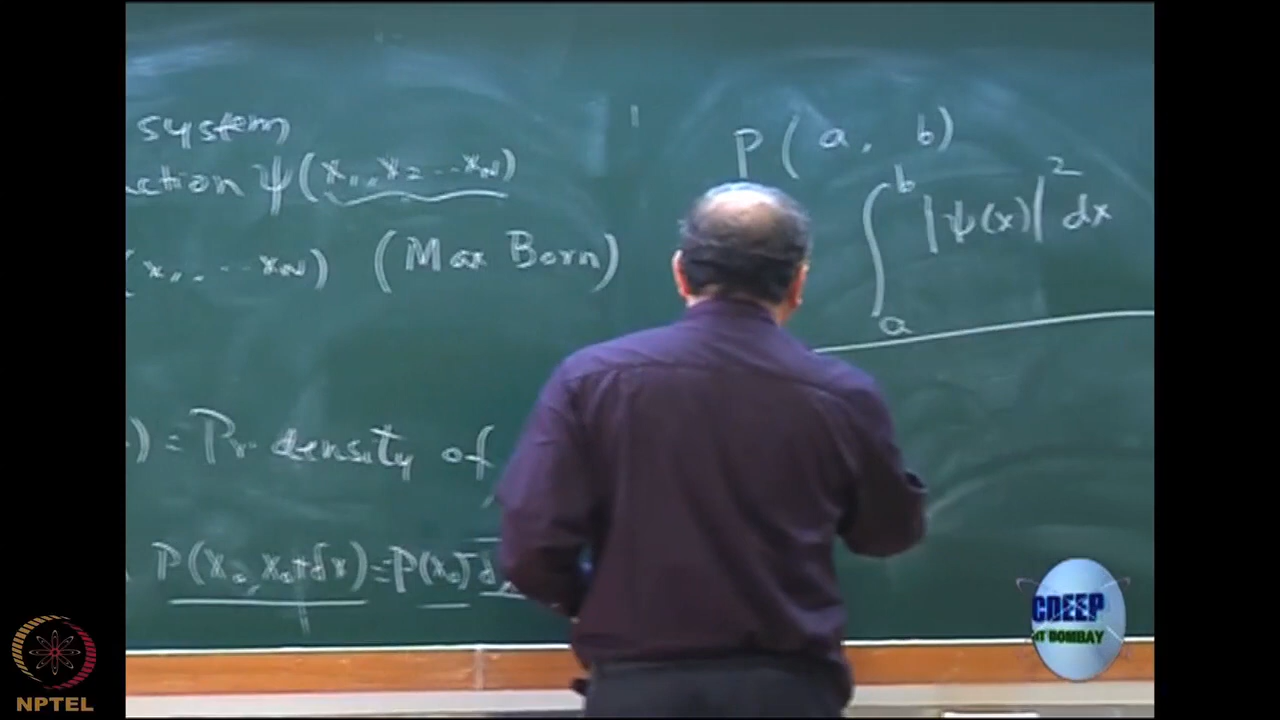 system
ction ψ(x₁, x₂ ... x_N)
(x₁, ... x_N) (Max Born)
) = Pr. density of
P(x₀, x₀+dx) = P(x₀) d
P(a, b)
∫_a^b |ψ(x)|² dx
CDEEP
IIT BOMBAY
NPTEL